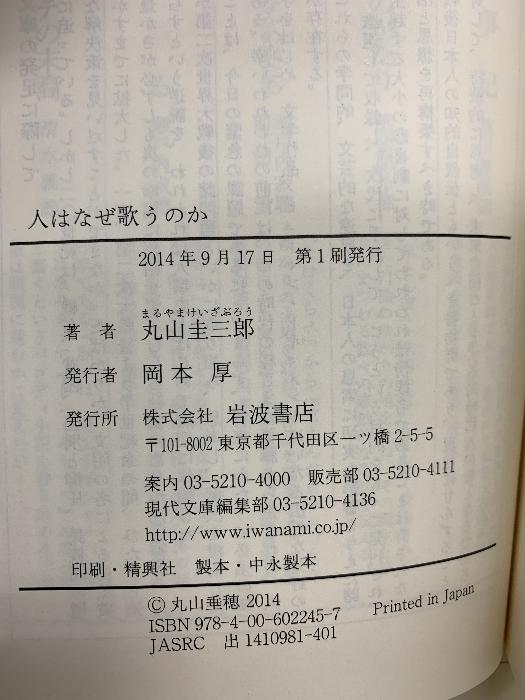 人はなぜ歌うのか
2014年9月17日 第1刷発行
まるやまけいざぶろう
著 者 丸山圭三郎
発行者 岡本 厚
発行所 株式会社 岩波書店
〒101-8002 東京都千代田区一ツ橋 2-5-5
案内 03-5210-4000 販売部 03-5210-4111
現代文庫編集部 03-5210-4136
http://www.iwanami.co.jp/
印刷・精興社 製本・中永製本
© 丸山垂穂 2014
ISBN 978-4-00-602245-7 Printed in Japan
JASRC 出 1410981-401